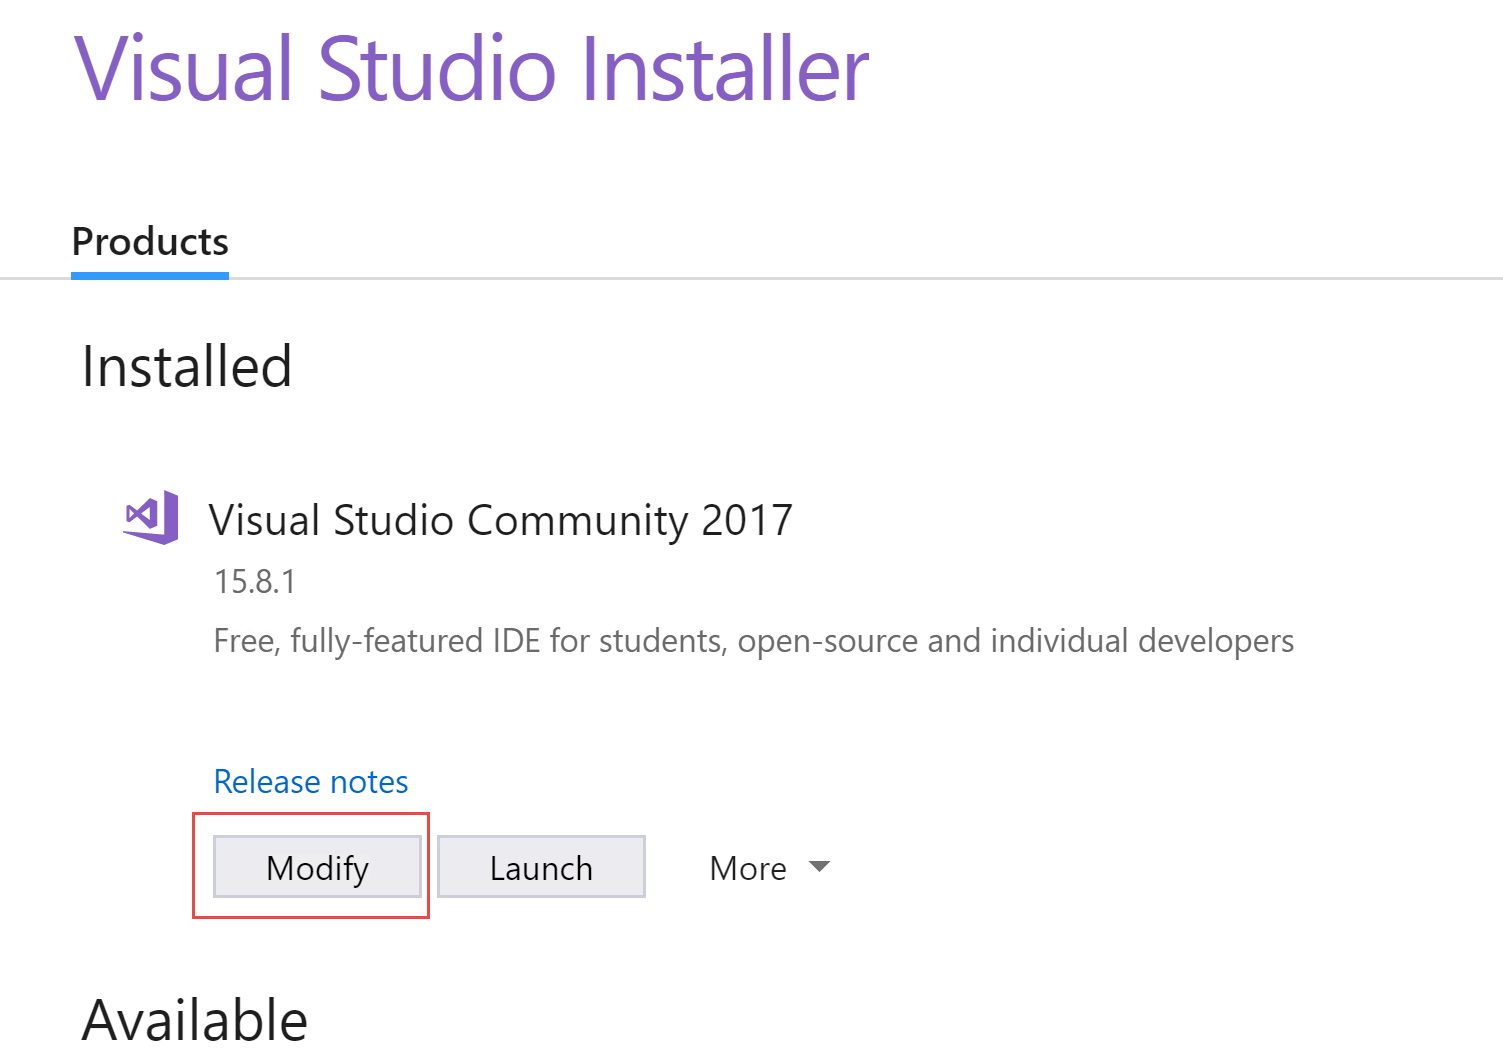 Visual Studio Installer
Products
Installed
Visual Studio Community 2017
15.8.1
Free, fully-featured IDE for students, open-source and individual developers
Release notes
Modify Launch More
Available